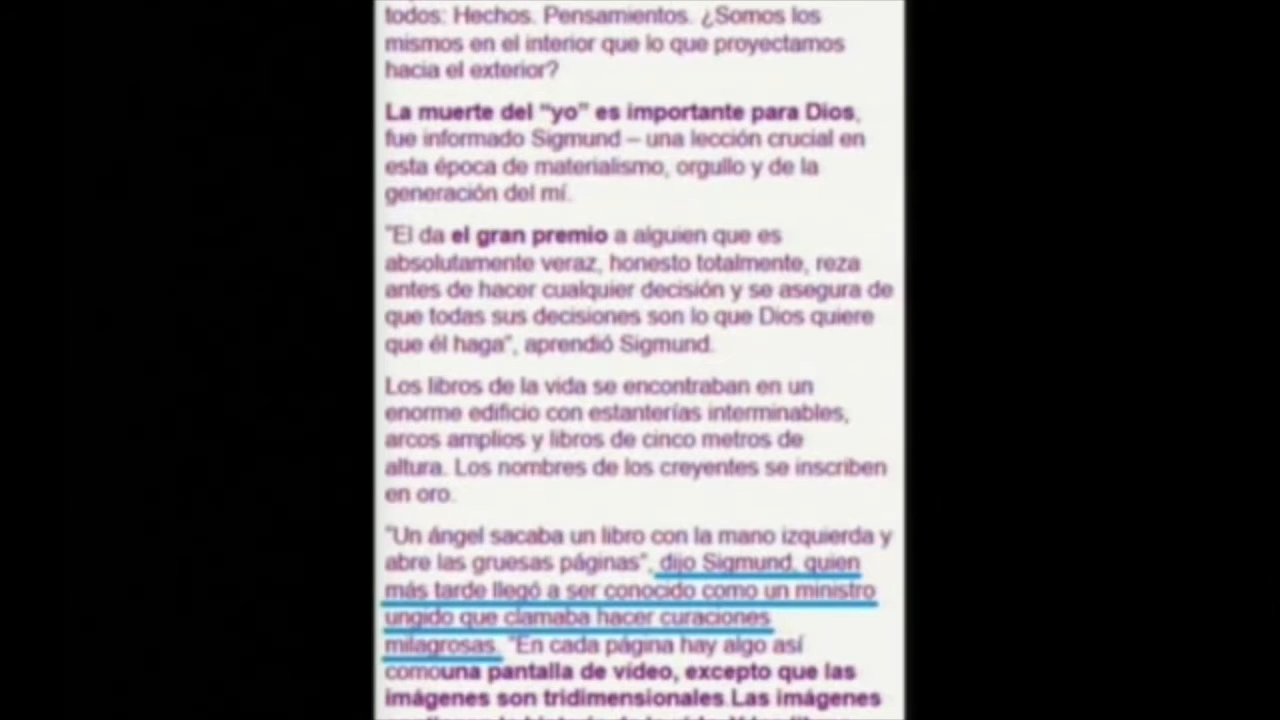 todos: Hechos. Pensamientos. ¿Somos los
mismos en el interior que lo que proyectamos
hacia el exterior?
La muerte del “yo” es importante para Dios,
fue informado Sigmund – una lección crucial en
esta época de materialismo, orgullo y de la
generación del mí.
"El da el gran premio a alguien que es
absolutamente veraz, honesto totalmente, reza
antes de hacer cualquier decisión y se asegura de
que todas sus decisiones son lo que Dios quiere
que él haga", aprendió Sigmund.
Los libros de la vida se encontraban en un
enorme edificio con estanterías interminables,
arcos amplios y libros de cinco metros de
altura. Los nombres de los creyentes se inscriben
en oro.
"Un ángel sacaba un libro con la mano izquierda y
abre las gruesas páginas", dijo Sigmund, quien
más tarde llegó a ser conocido como un ministro
ungido que clamaba hacer curaciones
milagrosas. "En cada página hay algo así
comouna pantalla de vídeo, excepto que las
imágenes son tridimensionales.Las imágenes